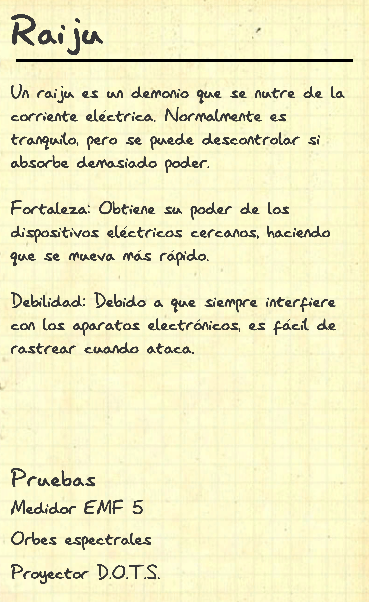 Raiju
Un raiju es un demonio que se nutre de la
corriente eléctrica. Normalmente es
tranquilo, pero se puede descontrolar si
absorbe demasiado poder.
Fortaleza: Obtiene su poder de los
dispositivos eléctricos cercanos, haciendo
que se mueva más rápido.
Debilidad: Debido a que siempre interfiere
con los aparatos electrónicos, es fácil de
rastrear cuando ataca.
Pruebas
Medidor EMF 5
Orbes espectrales
Proyector D.O.T.S.